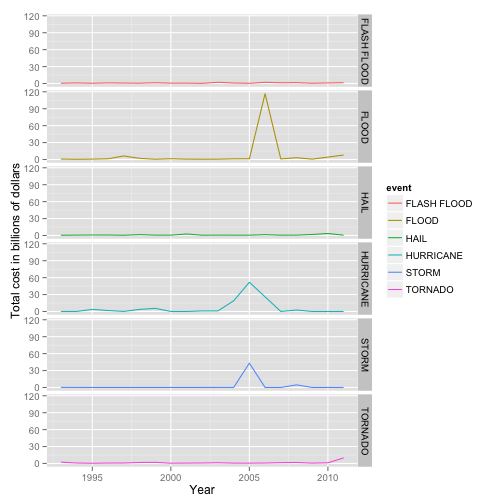 Total cost in billions of dollars
120
90
60
30
0
FLASH FLOOD
120
90
60
30
0
FLOOD
120
90
60
30
0
HAIL
120
90
60
30
0
HURRICANE
120
90
60
30
0
STORM
120
90
60
30
0
TORNADO
1995 2000 2005 2010
Year
event
FLASH FLOOD
FLOOD
HAIL
HURRICANE
STORM
TORNADO